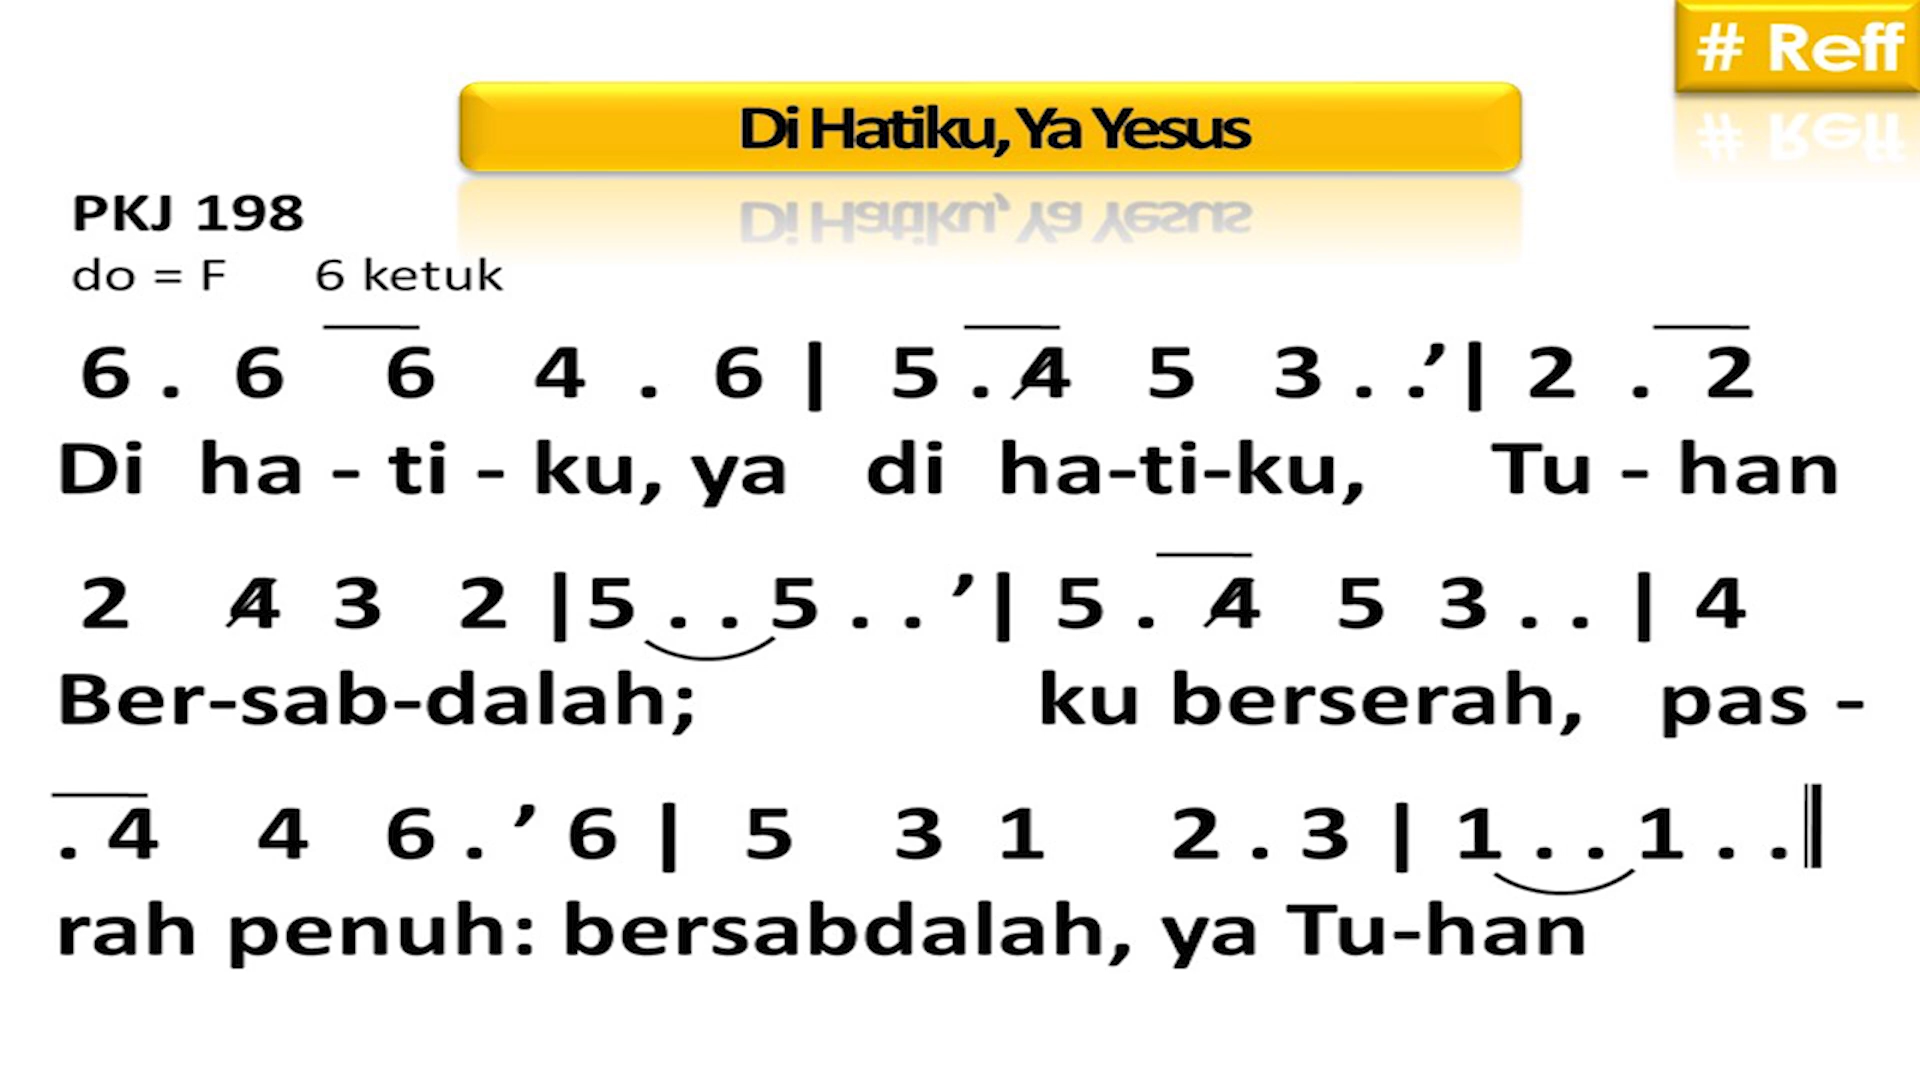 # Reff
Di Hatiku, Ya Yesus
PKJ 198
do = F 6 ketuk
6 . 6 6 4 . 6 | 5 . 4̸ 5 3 . . ’ | 2 . 2
Di ha - ti - ku, ya di ha-ti-ku, Tu - han
2 4̸ 3 2 | 5 . . 5 . . ’ | 5 . 4̸ 5 3 . . | 4
Ber-sab-dalah; ku berserah, pas -
. 4 4 6 . ’ 6 | 5 3 1 2 . 3 | 1 . . 1 . . ||
rah penuh: bersabdalah, ya Tu-han